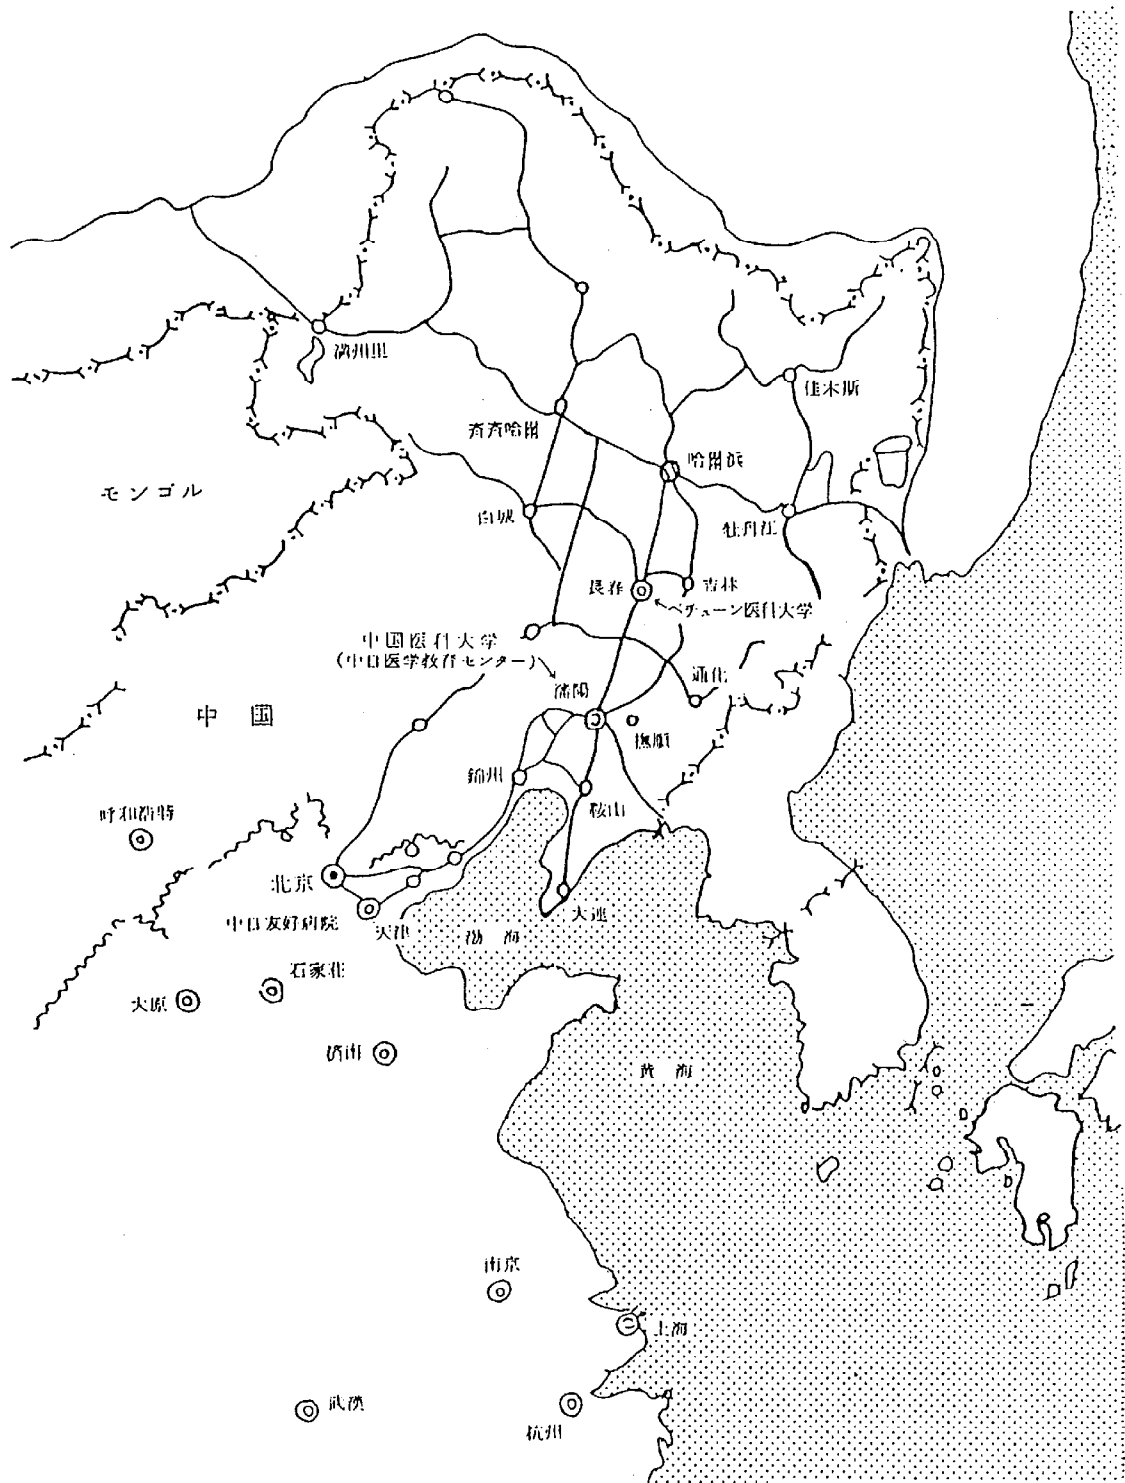 満州里
佳木斯
斉斉哈爾
哈爾浜
モンゴル
白城
牡丹江
長春
吉林
ベチューン医科大学
中国医科大学
(中日医学教育センター)
通化
瀋陽
中国
撫順
錦州
呼和浩特
鞍山
北京
大連
中日友好病院
天津
渤海
石家荘
太原
済南
黄海
南京
上海
武漢
杭州